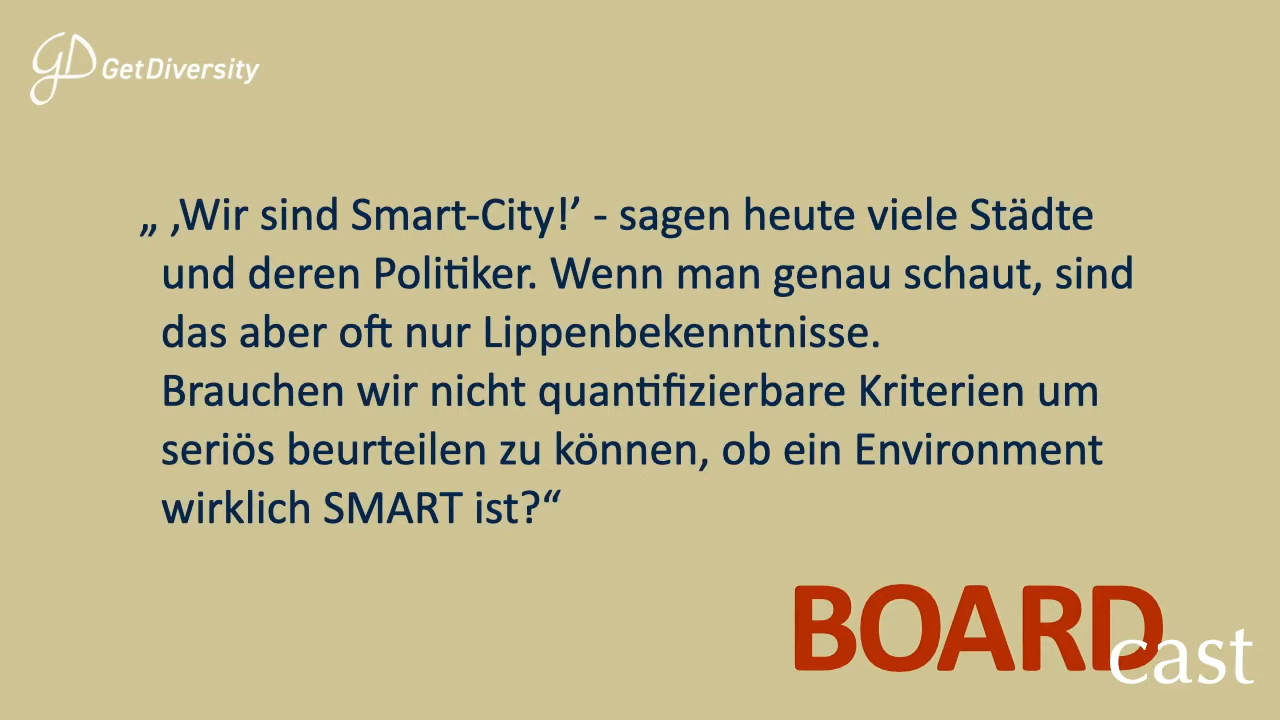 GetDiversity
„ ‚Wir sind Smart-City!’ - sagen heute viele Städte
und deren Politiker. Wenn man genau schaut, sind
das aber oft nur Lippenbekenntnisse.
Brauchen wir nicht quantifizierbare Kriterien um
seriös beurteilen zu können, ob ein Environment
wirklich SMART ist?“
BOARD
cast